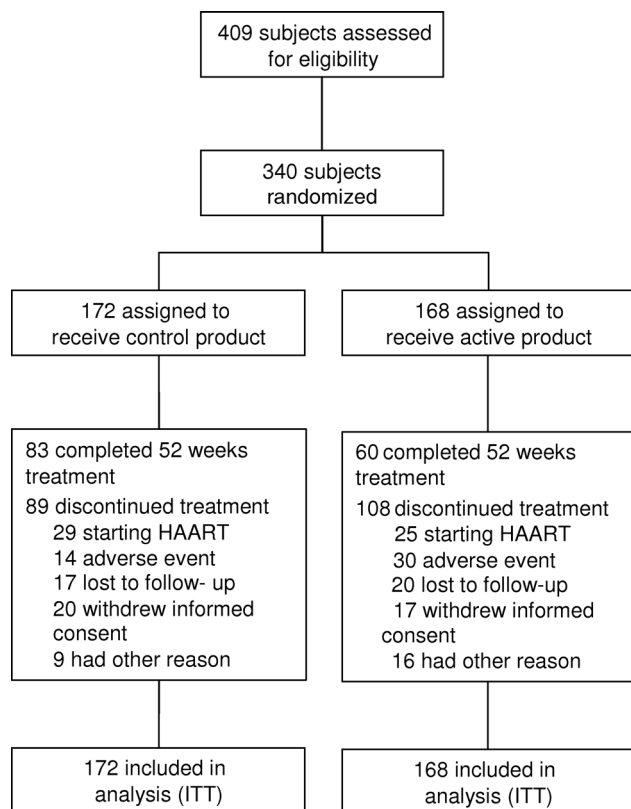 409 subjects assessed
for eligibility
340 subjects
randomized
172 assigned to
receive control product
168 assigned to
receive active product
83 completed 52 weeks
treatment
89 discontinued treatment
29 starting HAART
14 adverse event
17 lost to follow- up
20 withdrew informed
consent
9 had other reason
60 completed 52 weeks
treatment
108 discontinued treatment
25 starting HAART
30 adverse event
20 lost to follow-up
17 withdrew informed
consent
16 had other reason
172 included in
analysis (ITT)
168 included in
analysis (ITT)